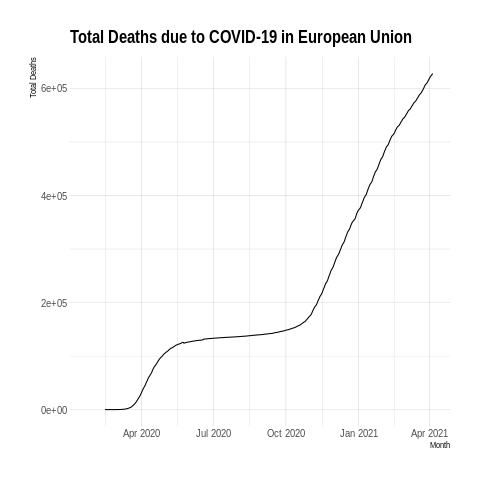 Total Deaths due to COVID-19 in European Union
Total Deaths
6e+05
4e+05
2e+05
0e+00
Apr 2020 Jul 2020 Oct 2020 Jan 2021 Apr 2021
Month